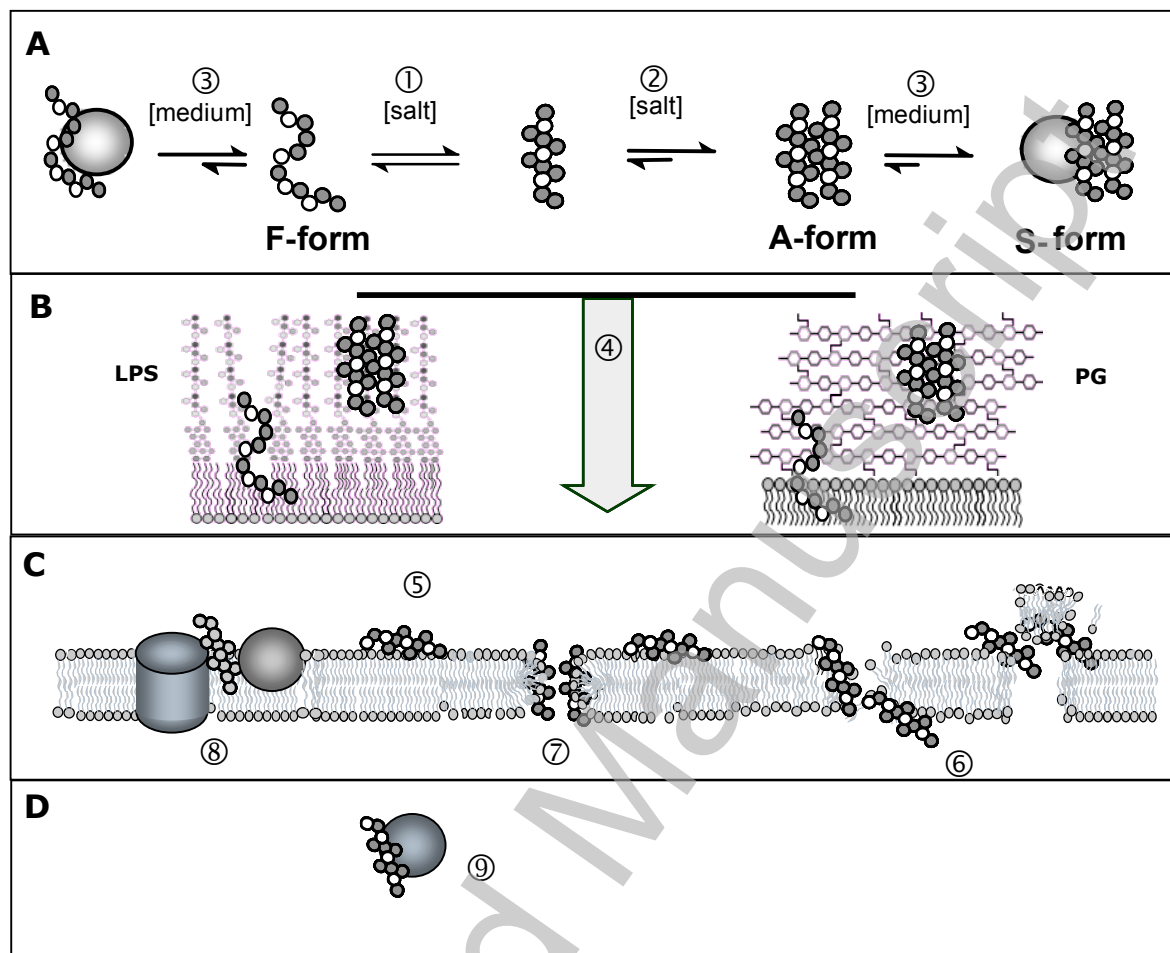 A
③
[medium]
①
[salt]
②
[salt]
③
[medium]
F-form
A-form
S- form
B
LPS
④
PG
C
⑤
⑧
⑦
⑥
D
⑨
d Manuscript